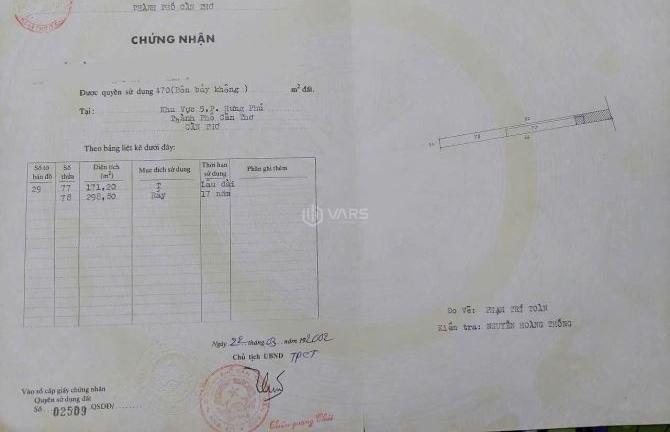 THÀNH PHỐ CẦN THƠ
CHỨNG NHẬN
Được quyền sử dụng 470(Bốn bảy không ) m² đất.
Tại: Khu Vực 5.P. Hưng Phú
Thành Phố Cần Thơ
CẦN THƠ
Theo bảng liệt kê dưới đây:
Số tờ bản đồ Số thửa Diện tích (m²) Mục đích sử dụng Thời hạn sử dụng Phần ghi thêm
29 77 171,20 T Lâu dài
78 298,80 17 năm
VARS
78 77
Đo Vẽ: PHẠM TRÍ TOÀN
Kiểm tra: NGUYỄN HOÀNG THỐNG
Ngày 28 tháng 03 năm 2002
Chủ tịch UBND TPCT
Vào sổ cấp giấy chứng nhận
Quyền sử dụng đất
Số 02509 QSDĐ/